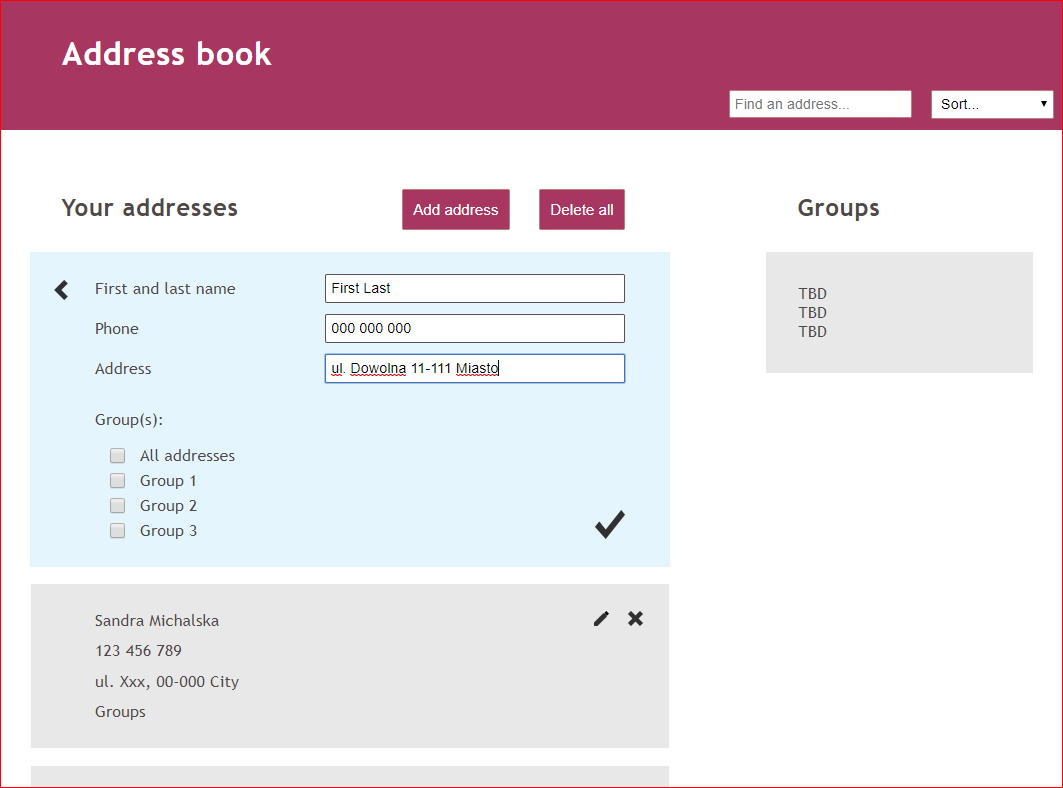 Address book
Find an address...
Sort...
Your addresses
Add address
Delete all
Groups
First and last name
First Last
Phone
000 000 000
Address
ul. Dowolna 11-111 Miasto
Group(s):
All addresses
Group 1
Group 2
Group 3
TBD
TBD
TBD
Sandra Michalska
123 456 789
ul. Xxx, 00-000 City
Groups